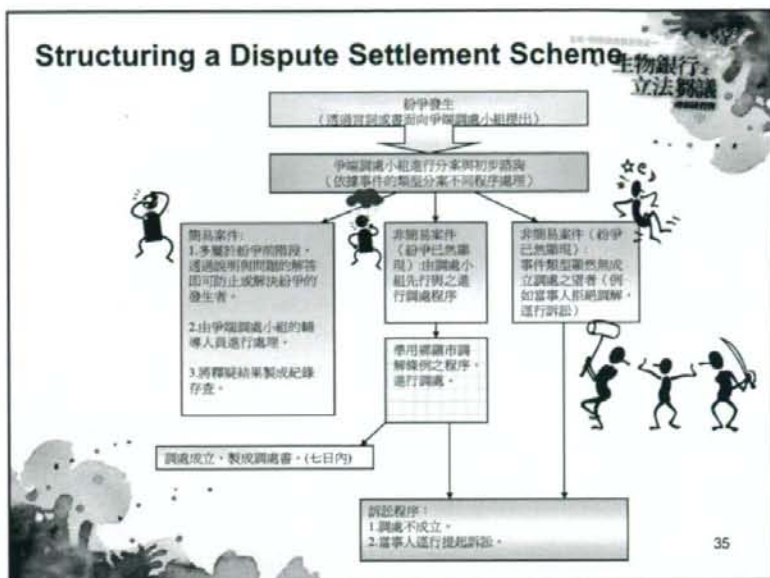 Structuring a Dispute Settlement Scheme
生物銀行之
立法芻議
紛爭發生
（透過言詞或書面向爭端調處小組提出）
爭端調處小組進行分案與初步諮詢
（依據事件的類型分案不同程序處理）
簡易案件:
1.多屬於紛爭前階段，
透過說明與問題的解答
即可防止或解決紛爭的
發生者。
2.由爭端調處小組的輔
導人員進行處理。
3.將釋疑結果製成紀錄
存查。
非簡易案件
（紛爭已然顯
現）:由調處小
組先行與之進
行調處程序
非簡易案件（紛爭
已然顯現）:
事件類型顯然無成
立調處之望者（例
如當事人拒絕調解，
逕行訴訟）
準用鄉鎮市調
解條例之程序，
進行調處。
調處成立，製成調處書。(七日內)
訴訟程序：
1.調處不成立。
2.當事人逕行提起訴訟。
35